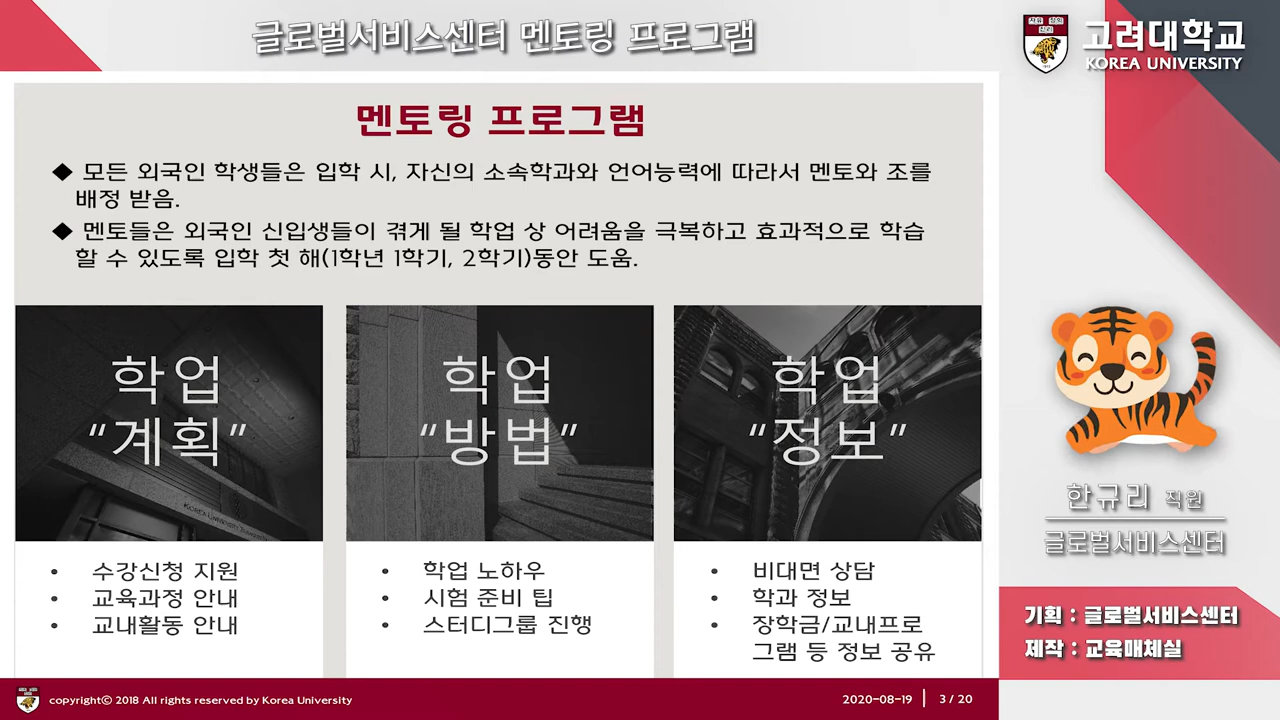 글로벌서비스센터 멘토링 프로그램
고려대학교
KOREA UNIVERSITY
멘토링 프로그램
◆ 모든 외국인 학생들은 입학 시, 자신의 소속학과와 언어능력에 따라서 멘토와 조를
배정 받음.
◆ 멘토들은 외국인 신입생들이 겪게 될 학업 상 어려움을 극복하고 효과적으로 학습
할 수 있도록 입학 첫 해(1학년 1학기, 2학기)동안 도움.
학업
“계획”
• 수강신청 지원
• 교육과정 안내
• 교내활동 안내
학업
“방법”
• 학업 노하우
• 시험 준비 팁
• 스터디그룹 진행
학업
“정보”
• 비대면 상담
• 학과 정보
• 장학금/교내프로
그램 등 정보 공유
한규리 직원
글로벌서비스센터
기획 : 글로벌서비스센터
제작 : 교육매체실
copyright© 2018 All rights reserved by Korea University
2020-08-19 | 3 / 20